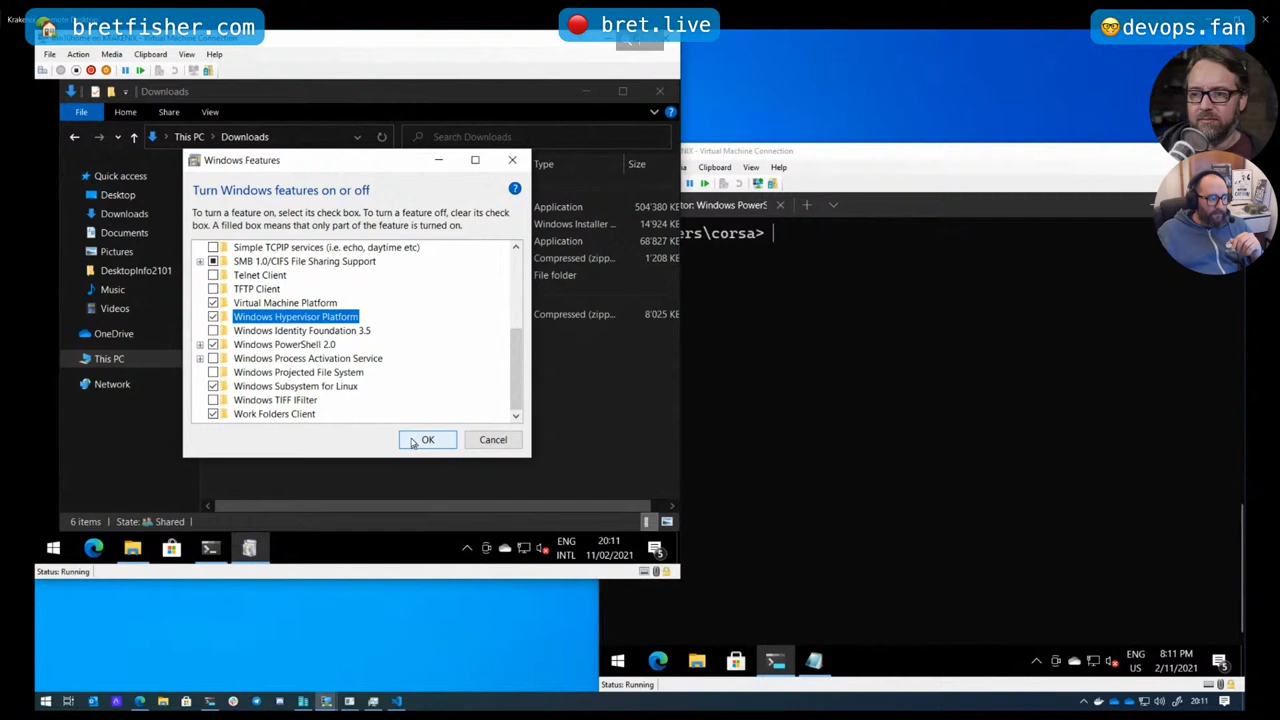 bretfisher.com
bret.live
devops.fan
File Action Media Clipboard View Help
Downloads
File Home Share View
This PC Downloads
Search Downloads
Quick access
Desktop
Downloads
Documents
Pictures
DesktopInfo2101
Music
Videos
OneDrive
This PC
Network
Windows Features
Turn Windows features on or off
To turn a feature on, select its check box. To turn a feature off, clear its check
box. A filled box means that only part of the feature is turned on.
Simple TCPIP services (i.e. echo, daytime etc)
SMB 1.0/CIFS File Sharing Support
Telnet Client
TFTP Client
Virtual Machine Platform
Windows Hypervisor Platform
Windows Identity Foundation 3.5
Windows PowerShell 2.0
Windows Process Activation Service
Windows Projected File System
Windows Subsystem for Linux
Windows TIFF IFilter
Work Folders Client
OK Cancel
Type Size
Application 504'380 KB
Windows Installer ... 14'924 KB
Application 68'827 KB
Compressed (zipp... 1'208 KB
File folder
Compressed (zipp... 8'025 KB
6 items State: Shared
ENG
INTL
20:11
11/02/2021
5
Status: Running
ENIX - Virtual Machine Connection
Clipboard View Help
tor: Windows PowerS
ers\corsa>
ENG
US
8:11 PM
2/11/2021
5
Status: Running
20:11